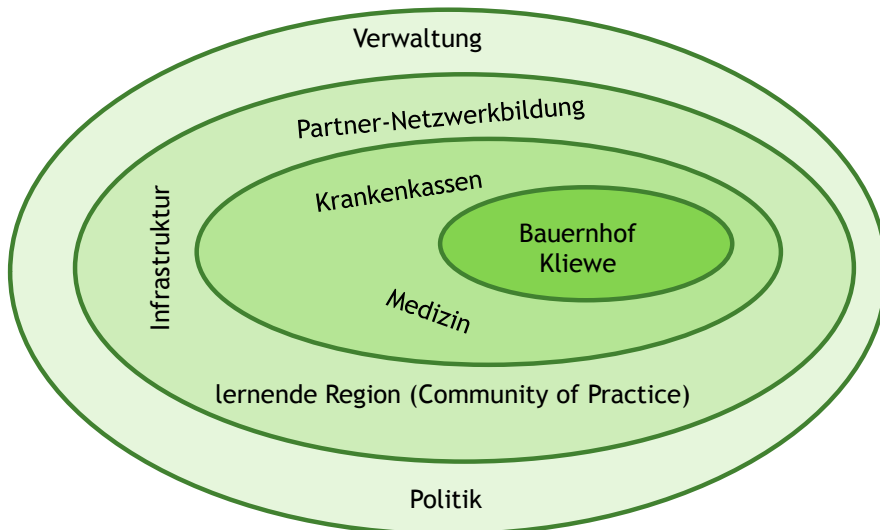 Verwaltung
Partner-Netzwerkbildung
Krankenkassen
Infrastruktur
Bauernhof
Kliewe
Medizin
lernende Region (Community of Practice)
Politik